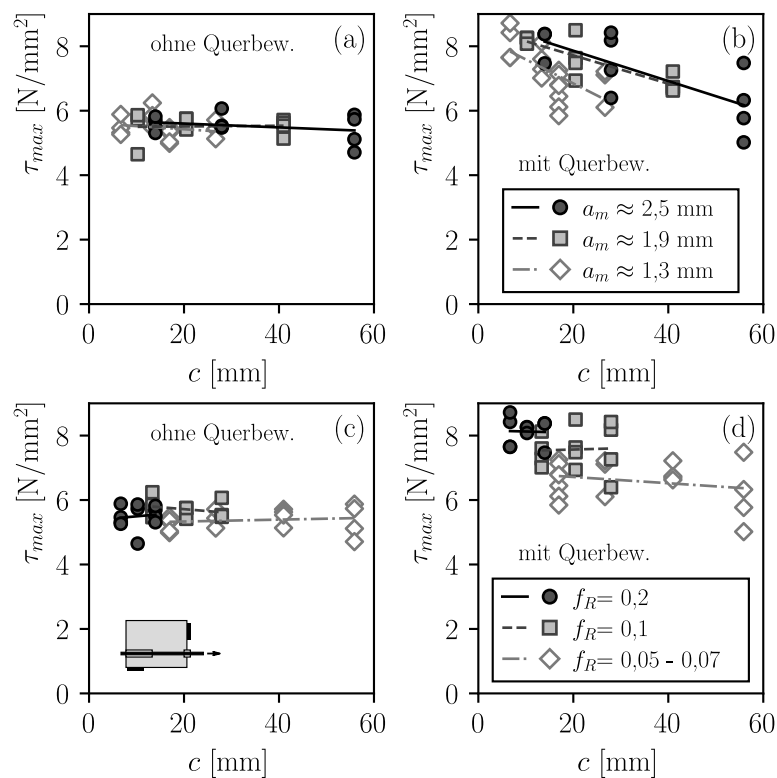 (a)
ohne Querbew.
τmax [N/mm²]
8
6
4
2
0
0 20 40 60
c [mm]
(b)
τmax [N/mm²]
8
6
4
2
0
mit Querbew.
am ≈ 2,5 mm
am ≈ 1,9 mm
am ≈ 1,3 mm
0 20 40 60
c [mm]
(c)
ohne Querbew.
τmax [N/mm²]
8
6
4
2
0
0 20 40 60
c [mm]
(d)
τmax [N/mm²]
8
6
4
2
0
mit Querbew.
fR= 0,2
fR= 0,1
fR= 0,05 - 0,07
0 20 40 60
c [mm]